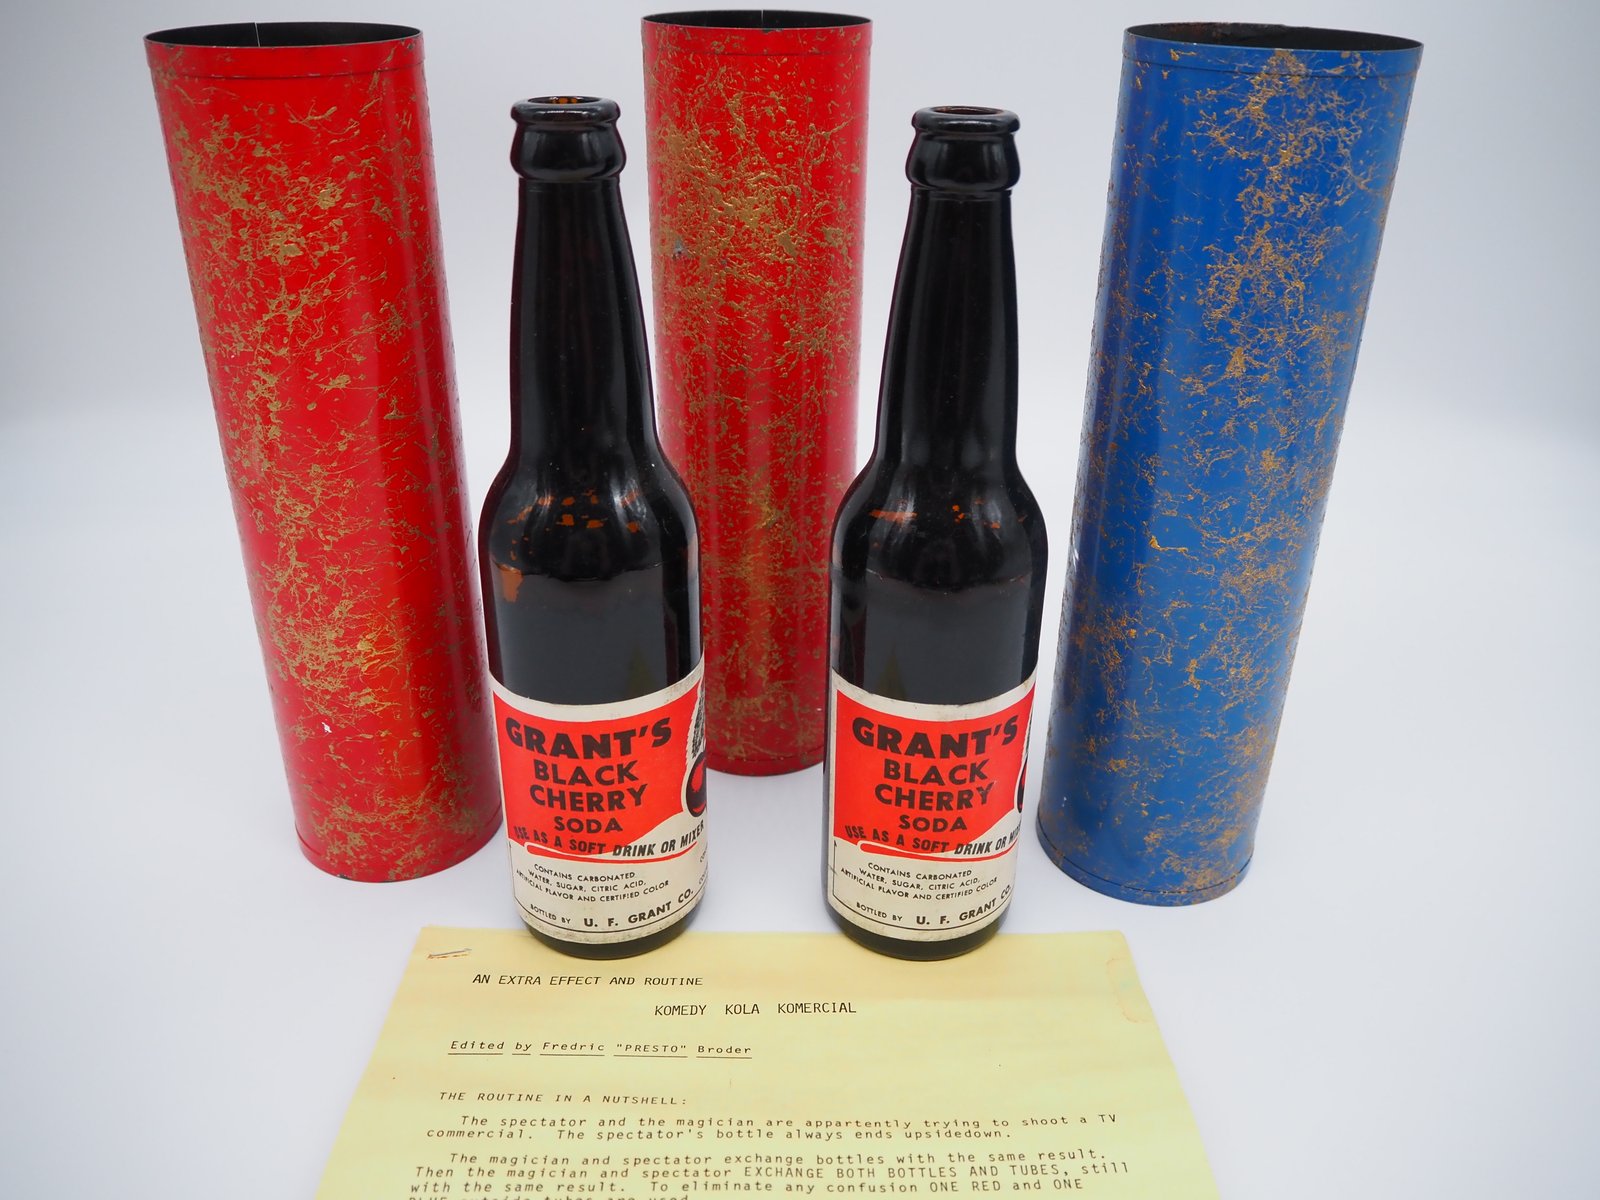 GRANT'S
BLACK
CHERRY
SODA
USE AS A SOFT DRINK OR MIXER
CONTAINS CARBONATED
WATER, SUGAR, CITRIC ACID,
ARTIFICIAL FLAVOR AND CERTIFIED COLOR
BOTTLED BY U. F. GRANT CO.
GRANT'S
BLACK
CHERRY
SODA
USE AS A SOFT DRINK OR
CONTAINS CARBONATED
WATER, SUGAR, CITRIC ACID,
ARTIFICIAL FLAVOR AND CERTIFIED COLOR
BOTTLED BY U. F. GRANT CO.
AN EXTRA EFFECT AND ROUTINE
KOMEDY KOLA KOMERCIAL
Edited by Fredric "PRESTO" Broder
THE ROUTINE IN A NUTSHELL:
The spectator and the magician are appartently trying to shoot a TV
commercial. The spectator's bottle always ends upsidedown.
The magician and spectator exchange bottles with the same result.
Then the magician and spectator EXCHANGE BOTH BOTTLES AND TUBES, still
with the same result. To eliminate any confusion ONE RED and ONE
BLUE outside tubes are used.